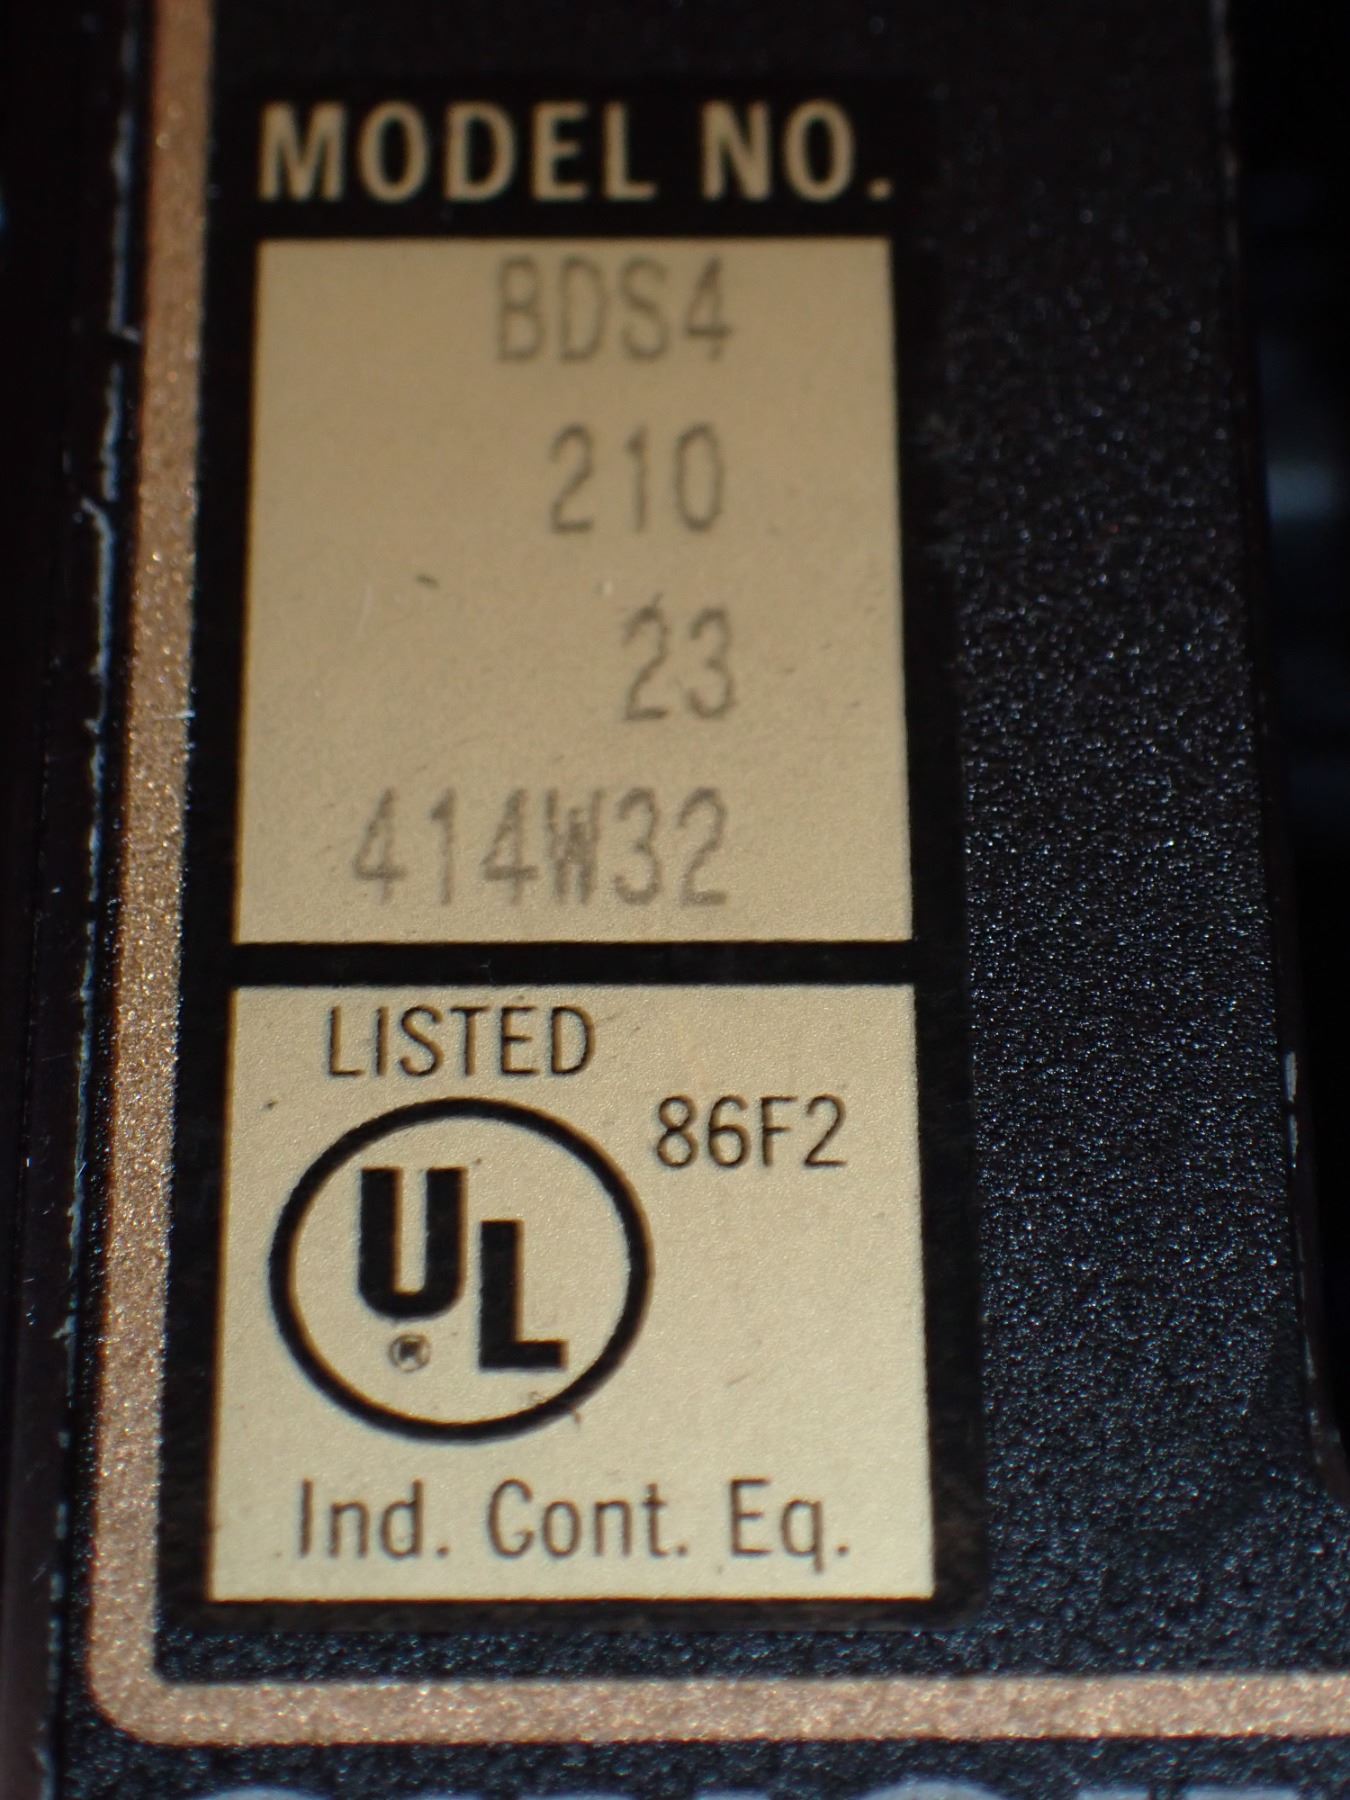 MODEL NO.
BDS4
210
23
414W32
LISTED
86F2
UL
®
Ind. Cont. Eq.